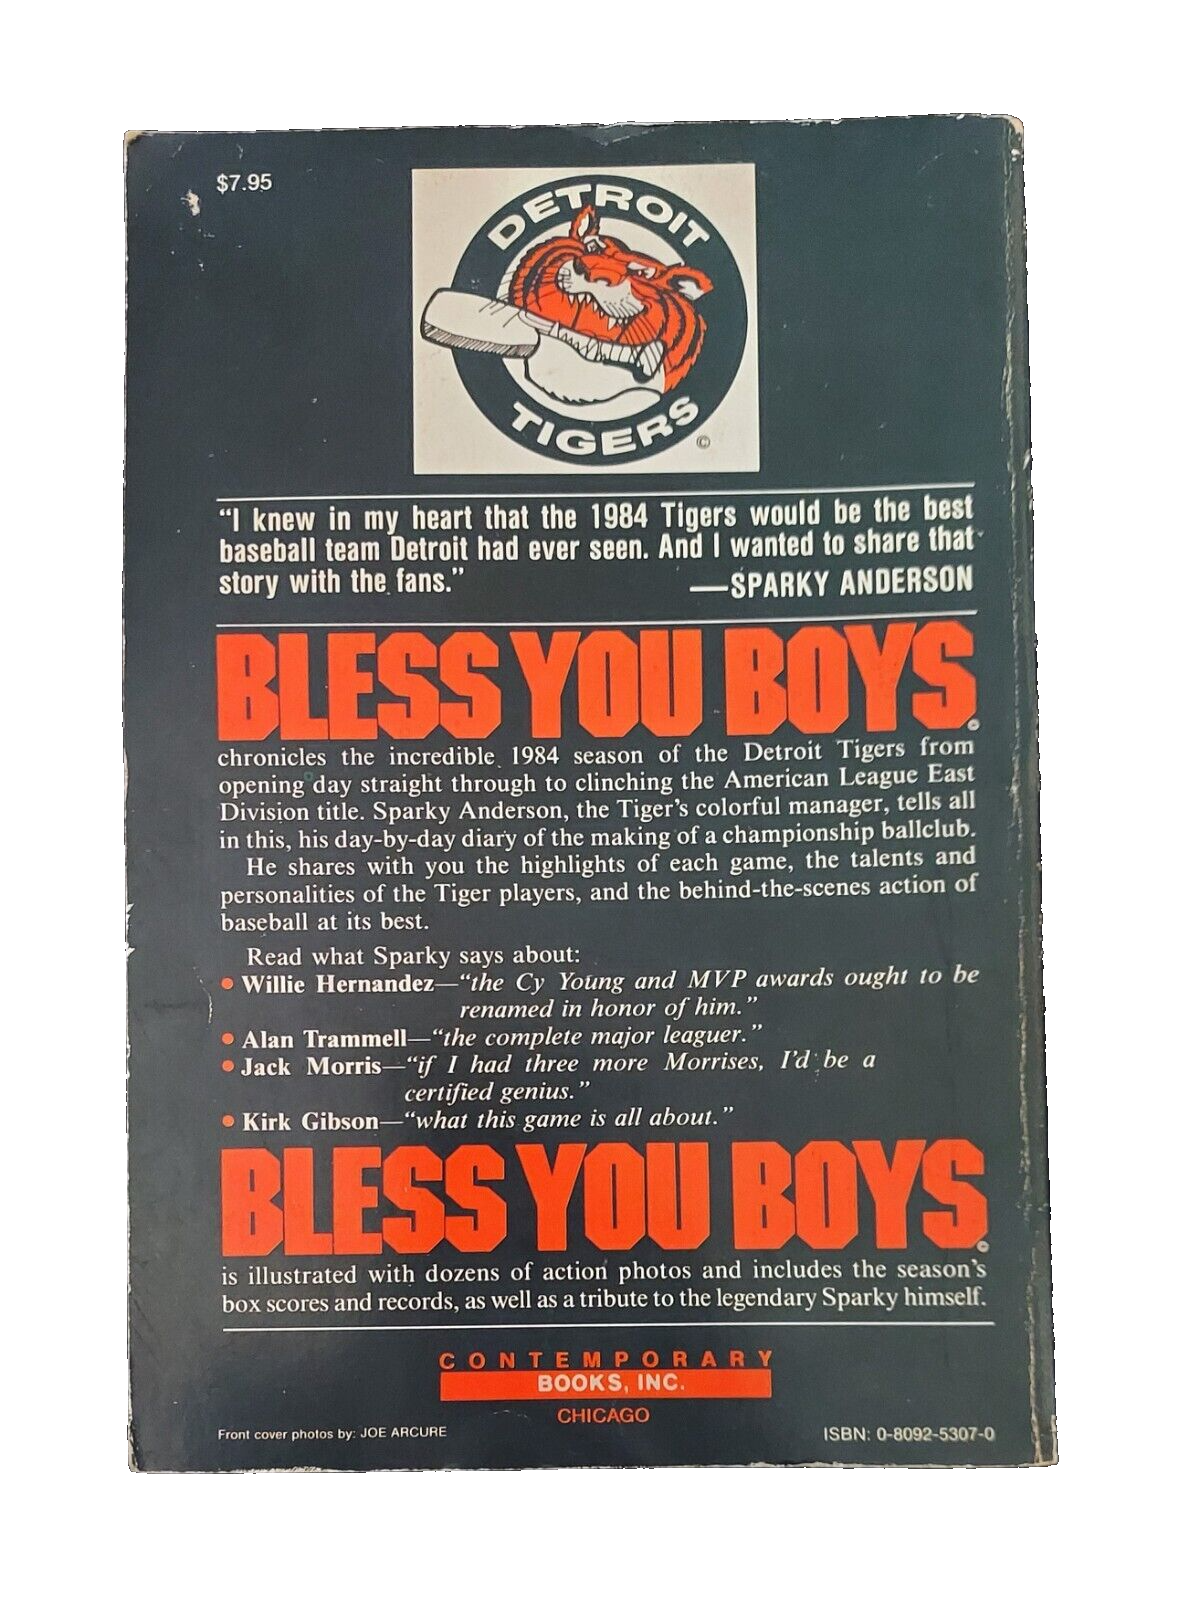 $7.95
DETROIT
TIGERS
©
“I knew in my heart that the 1984 Tigers would be the best
baseball team Detroit had ever seen. And I wanted to share that
story with the fans.” —SPARKY ANDERSON
BLESS YOU BOYS©
chronicles the incredible 1984 season of the Detroit Tigers from
opening day straight through to clinching the American League East
Division title. Sparky Anderson, the Tiger's colorful manager, tells all
in this, his day-by-day diary of the making of a championship ballclub.
He shares with you the highlights of each game, the talents and
personalities of the Tiger players, and the behind-the-scenes action of
baseball at its best.
Read what Sparky says about:
• Willie Hernandez—“the Cy Young and MVP awards ought to be
renamed in honor of him.”
• Alan Trammell—“the complete major leaguer.”
• Jack Morris—“if I had three more Morrises, I'd be a
certified genius.”
• Kirk Gibson—“what this game is all about.”
BLESS YOU BOYS©
is illustrated with dozens of action photos and includes the season's
box scores and records, as well as a tribute to the legendary Sparky himself.
CONTEMPORARY
BOOKS, INC.
CHICAGO
Front cover photos by: JOE ARCURE ISBN: 0-8092-5307-0